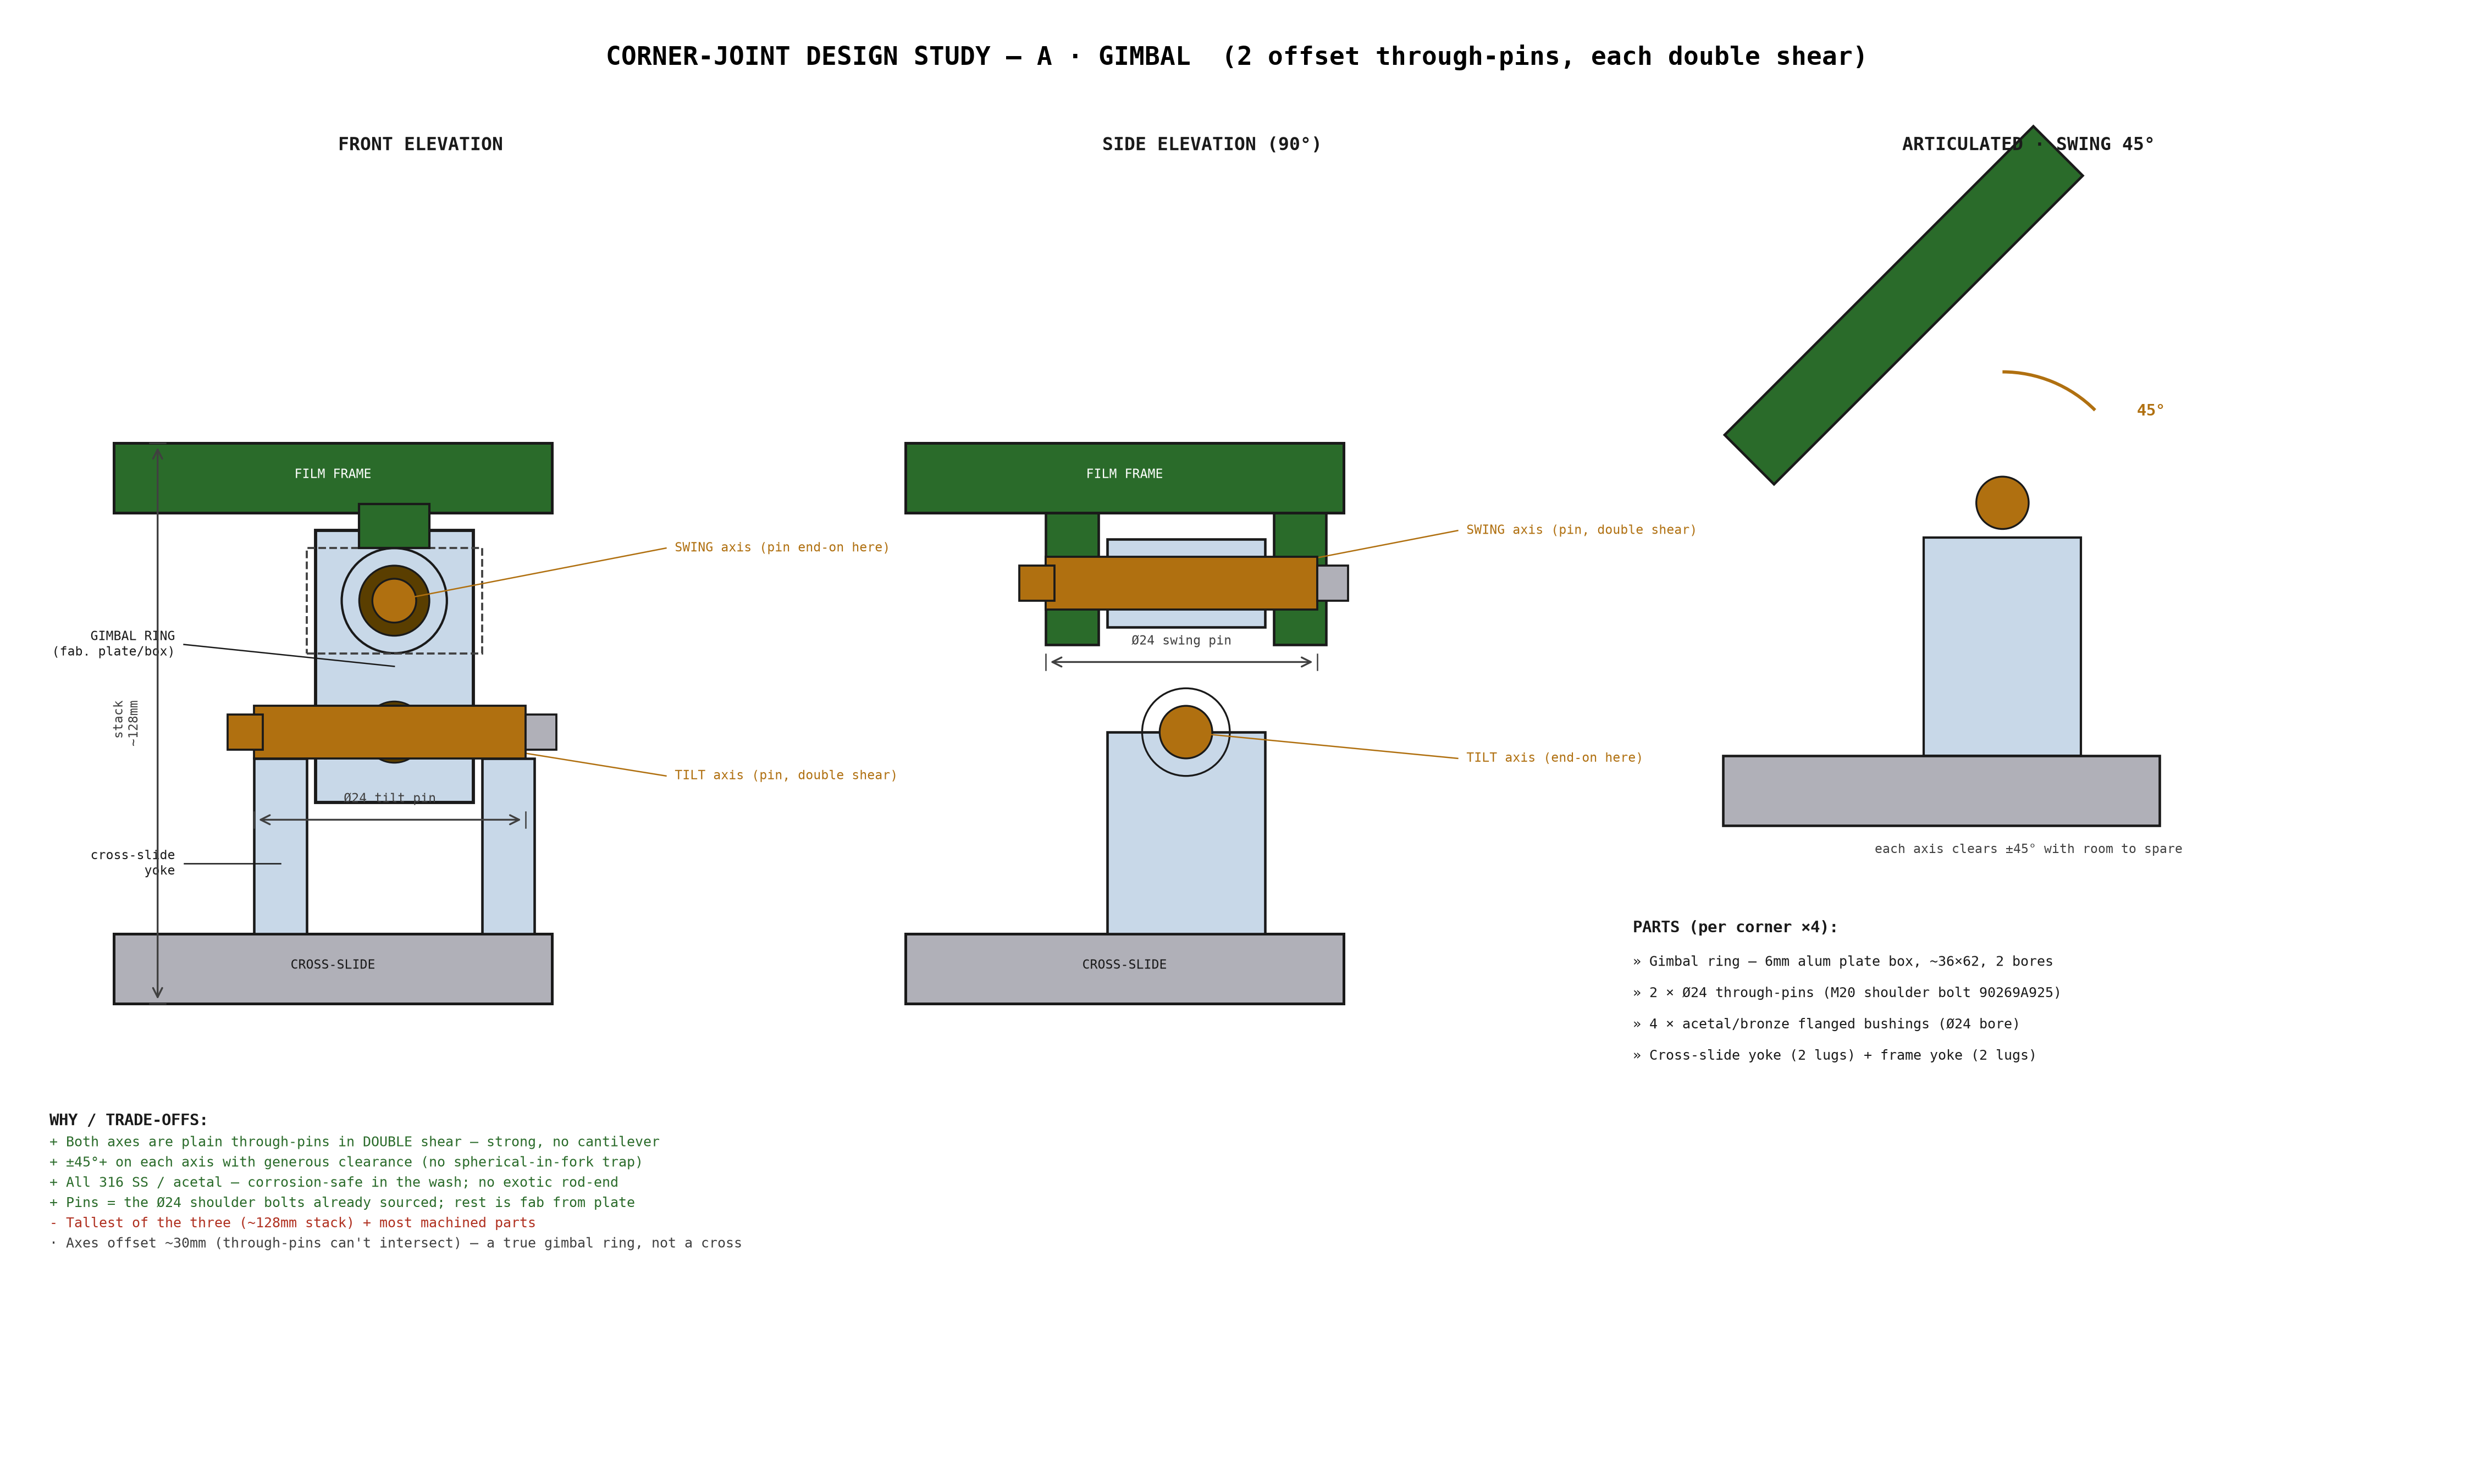 CORNER-JOINT DESIGN STUDY — A · GIMBAL (2 offset through-pins, each double shear)
FRONT ELEVATION
SIDE ELEVATION (90°)
ARTICULATED · SWING 45°
45°
FILM FRAME
FILM FRAME
SWING axis (pin, double shear)
SWING axis (pin end-on here)
GIMBAL RING
(fab. plate/box)
Ø24 swing pin
stack
~128mm
TILT axis (end-on here)
TILT axis (pin, double shear)
Ø24 tilt pin
cross-slide
yoke
each axis clears ±45° with room to spare
CROSS-SLIDE
CROSS-SLIDE
PARTS (per corner ×4):
» Gimbal ring — 6mm alum plate box, ~36×62, 2 bores
» 2 × Ø24 through-pins (M20 shoulder bolt 90269A925)
» 4 × acetal/bronze flanged bushings (Ø24 bore)
» Cross-slide yoke (2 lugs) + frame yoke (2 lugs)
WHY / TRADE-OFFS:
+ Both axes are plain through-pins in DOUBLE shear — strong, no cantilever
+ ±45°+ on each axis with generous clearance (no spherical-in-fork trap)
+ All 316 SS / acetal — corrosion-safe in the wash; no exotic rod-end
+ Pins = the Ø24 shoulder bolts already sourced; rest is fab from plate
- Tallest of the three (~128mm stack) + most machined parts
· Axes offset ~30mm (through-pins can't intersect) — a true gimbal ring, not a cross